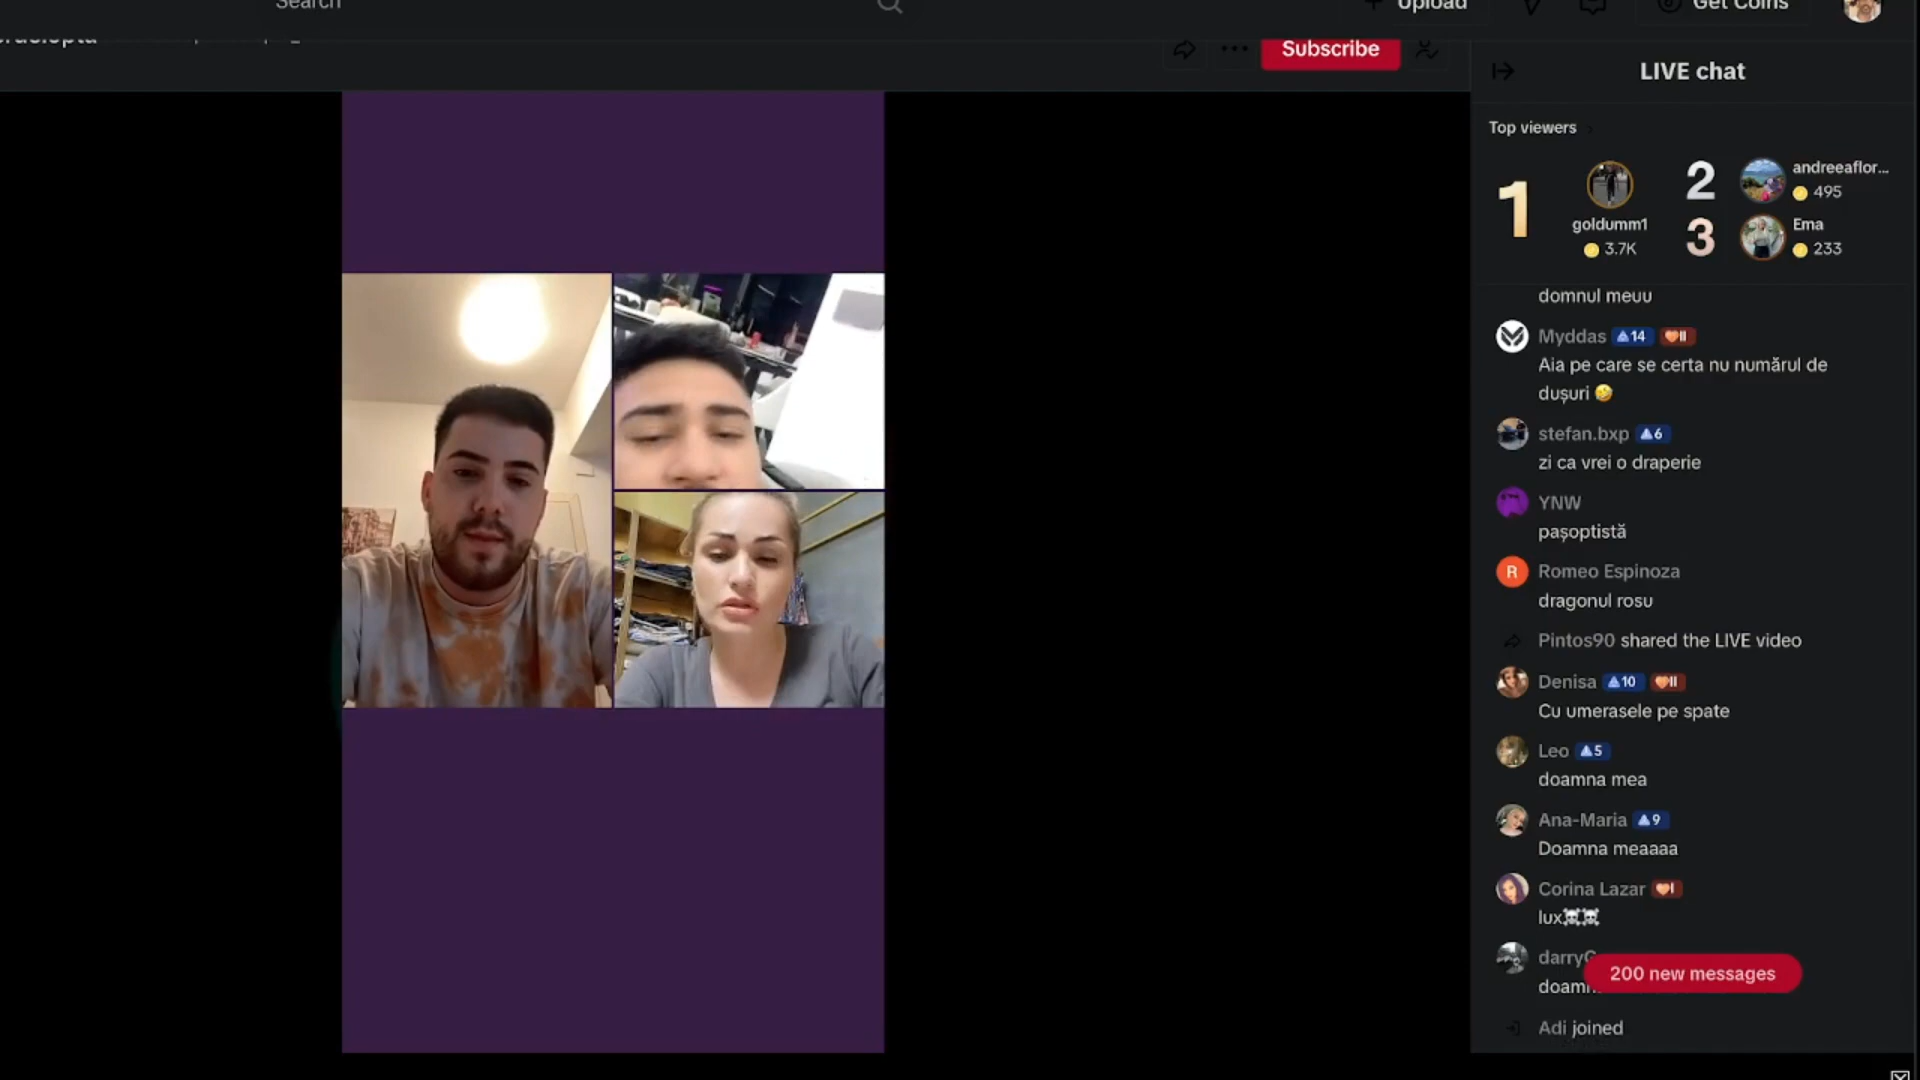 Search
Upload
Get Coins
Subscribe
LIVE chat
Top viewers
1
goldumm1
3.7K
2
andreeaflor...
495
3
Ema
233
domnul meuu
Myddas 14 II
Aia pe care se certa nu numărul de
dușuri 🤣
stefan.bxp 6
zi ca vrei o draperie
YNW
pașoptistă
R
Romeo Espinoza
dragonul rosu
Pintos90 shared the LIVE video
Denisa 10 II
Cu umerasele pe spate
Leo 5
doamna mea
Ana-Maria 9
Doamna meaaaa
Corina Lazar I
lux☠️☠️
200 new messages
Adi joined